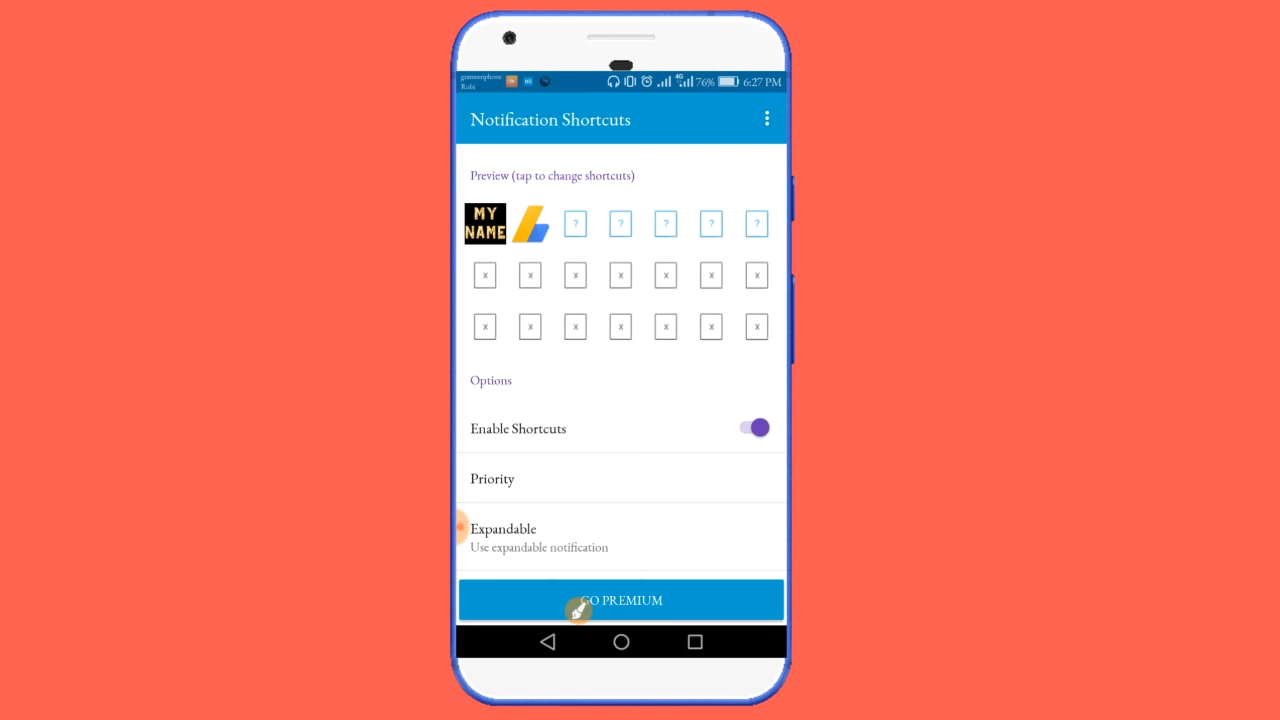 grameenphone
Robi
4G
76%
6:27 PM
Notification Shortcuts
Preview (tap to change shortcuts)
MY
NAME
? ? ? ? ?
x x x x x x x
x x x x x x x
Options
Enable Shortcuts
Priority
Expandable
Use expandable notification
GO PREMIUM